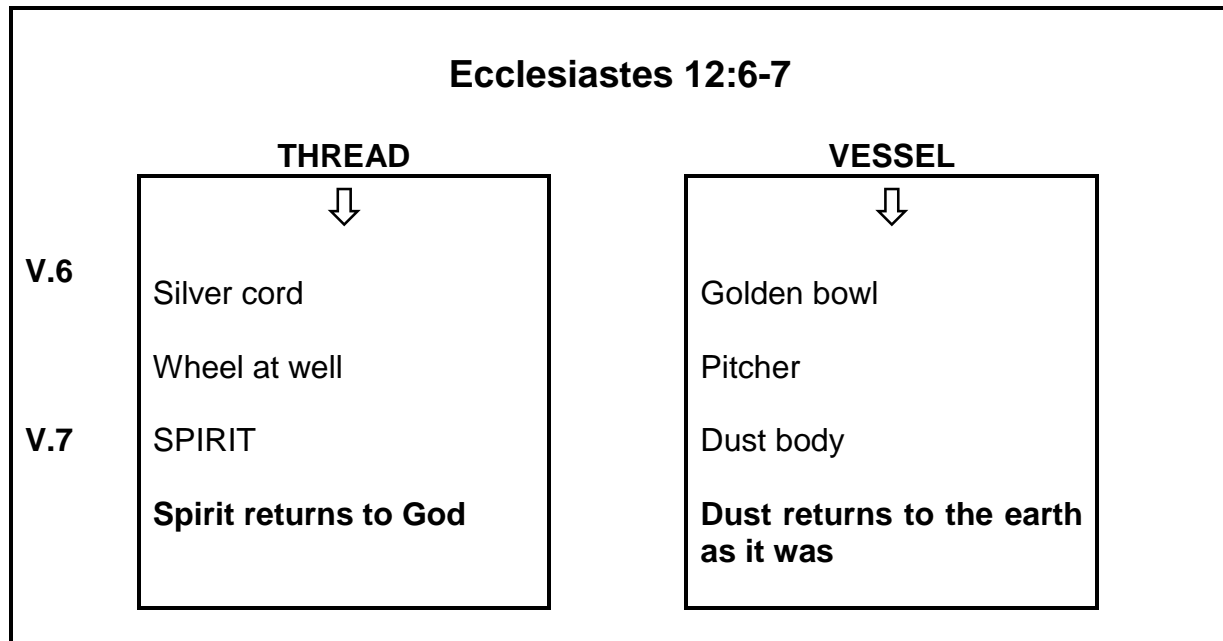 Ecclesiastes 12:6-7
THREAD
VESSEL
V.6
Silver cord
Golden bowl
Wheel at well
Pitcher
V.7
SPIRIT
Dust body
Spirit returns to God
Dust returns to the earth
as it was